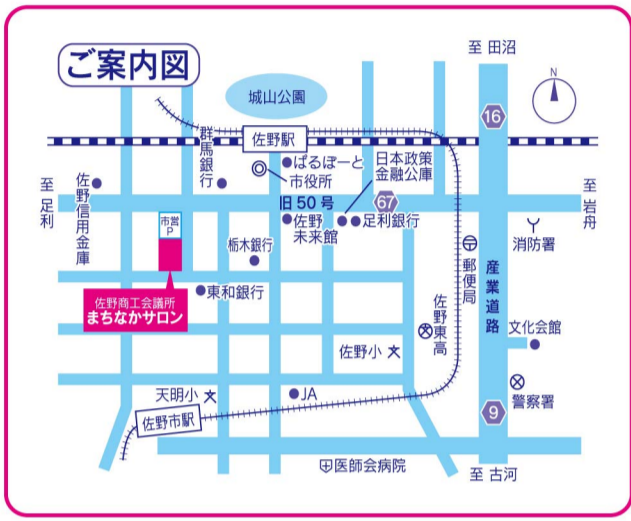 ご案内図
至 田沼
N
城山公園
16
佐野駅
群馬銀行
ぱるぽーと
市役所
日本政策
金融公庫
旧50号
67
至 足利
佐野信用金庫
至 岩舟
市営
P
佐野
未来館
足利銀行
消防署
栃木銀行
郵便局
産業道路
東和銀行
佐野商工会議所
まちなかサロン
佐野東高
文化会館
佐野小 文
天明小 文
JA
佐野市駅
9
警察署
医師会病院
至 古河